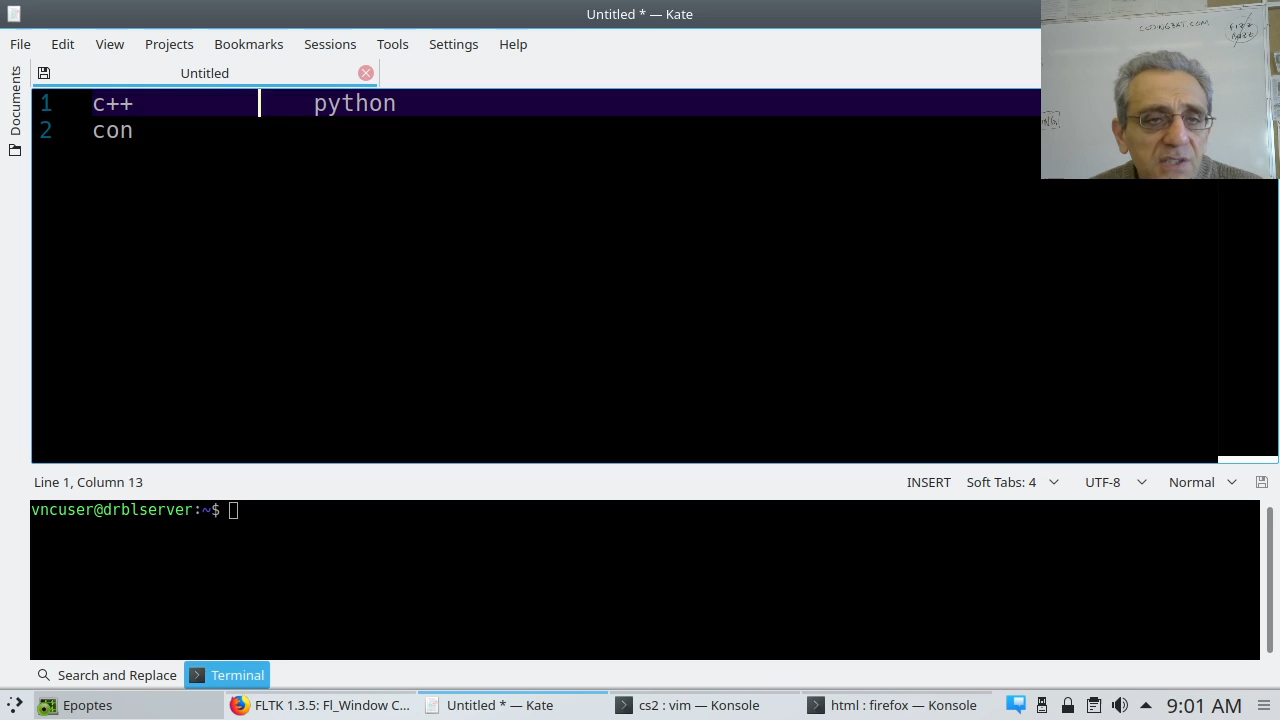 Untitled * — Kate
File Edit View Projects Bookmarks Sessions Tools Settings Help
Documents
Untitled
1 c++ python
2 con
CODINGBAT.COM
Line 1, Column 13 INSERT Soft Tabs: 4 UTF-8 Normal
vncuser@drblserver:~$
Search and Replace Terminal
Epoptes FLTK 1.3.5: Fl_Window C... Untitled * — Kate cs2 : vim — Konsole html : firefox — Konsole 9:01 AM